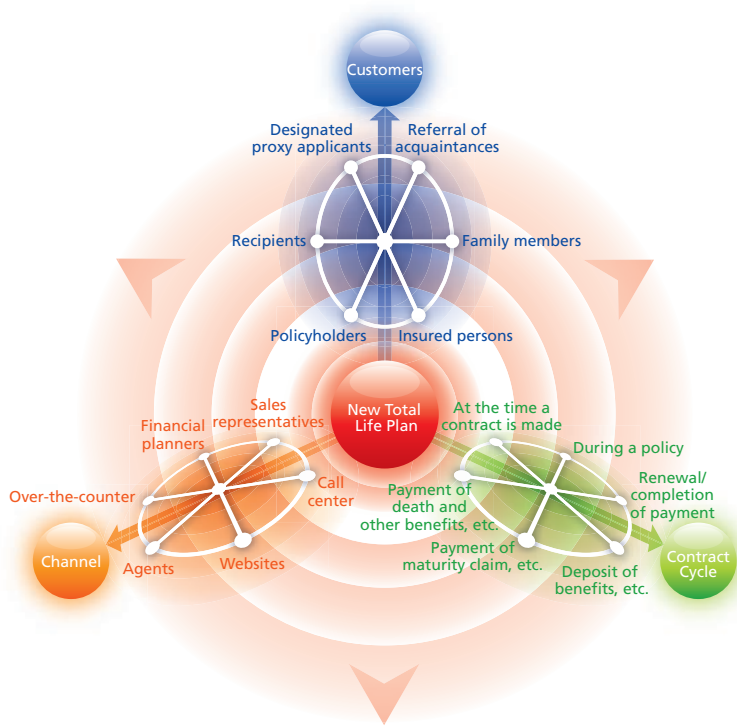 Customers
Designated
proxy applicants
Referral of
acquaintances
Recipients
Family members
Policyholders
Insured persons
New Total
Life Plan
Sales
representatives
Financial
planners
Over-the-counter
Call
center
Channel
Agents
Websites
At the time a
contract is made
During a policy
Renewal/
completion
of payment
Payment of
death and
other benefits, etc.
Payment of
maturity claim, etc.
Deposit of
benefits, etc.
Contract
Cycle